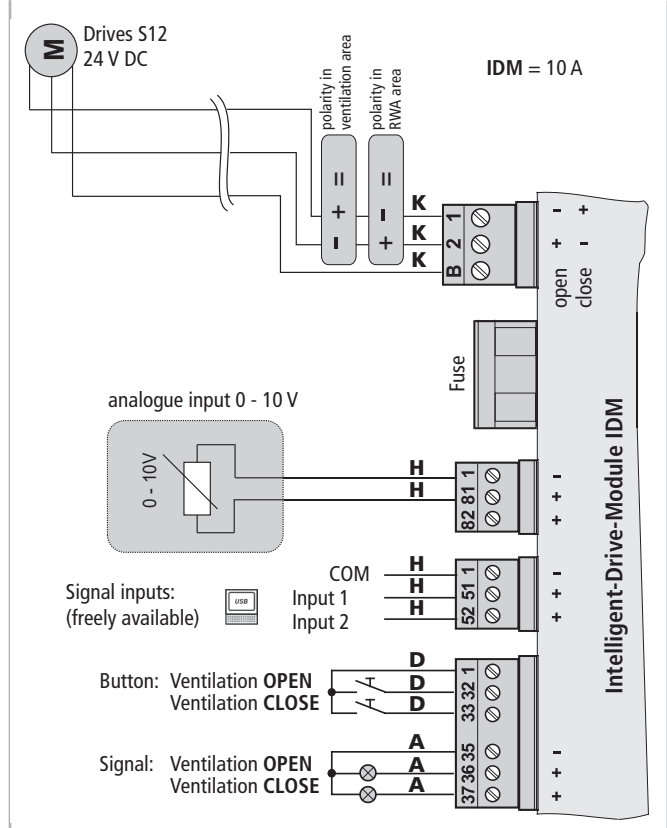 M
Drives S12
24 V DC
polarity in
ventilation area
polarity in
RWA area
IDM = 10 A
- + =
+ - =
K
K
K
1
2
B
- +
+ -
open
close
Fuse
analogue input 0 - 10 V
0 - 10V
H
H
1
81
82
-
+
+
Signal inputs:
(freely available)
USB
COM
Input 1
Input 2
H
H
H
1
51
52
-
+
+
Button: Ventilation OPEN
Ventilation CLOSE
D
D
D
1
32
33
Signal: Ventilation OPEN
Ventilation CLOSE
A
A
A
35
36
37
-
+
+
Intelligent-Drive-Module IDM